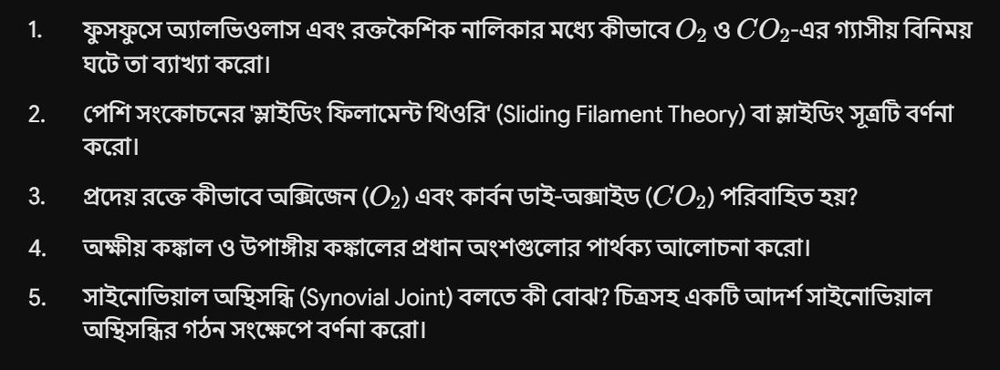 1. ফুসফুসে অ্যালভিওলাস এবং রক্তকৈশিক নালিকার মধ্যে কীভাবে O₂ ও CO₂-এর গ্যাসীয় বিনিময়
ঘটে তা ব্যাখ্যা করো।
2. পেশি সংকোচনের 'স্লাইডিং ফিলামেন্ট থিওরি' (Sliding Filament Theory) বা স্লাইডিং সূত্রটি বর্ণনা
করো।
3. প্রদেয় রক্তে কীভাবে অক্সিজেন (O₂) এবং কার্বন ডাই-অক্সাইড (CO₂) পরিবাহিত হয়?
4. অক্ষীয় কঙ্কাল ও উপাঙ্গীয় কঙ্কালের প্রধান অংশগুলোর পার্থক্য আলোচনা করো।
5. সাইনোভিয়াল অস্থিসন্ধি (Synovial Joint) বলতে কী বোঝ? চিত্রসহ একটি আদর্শ সাইনোভিয়াল
অস্থিসন্ধির গঠন সংক্ষেপে বর্ণনা করো।